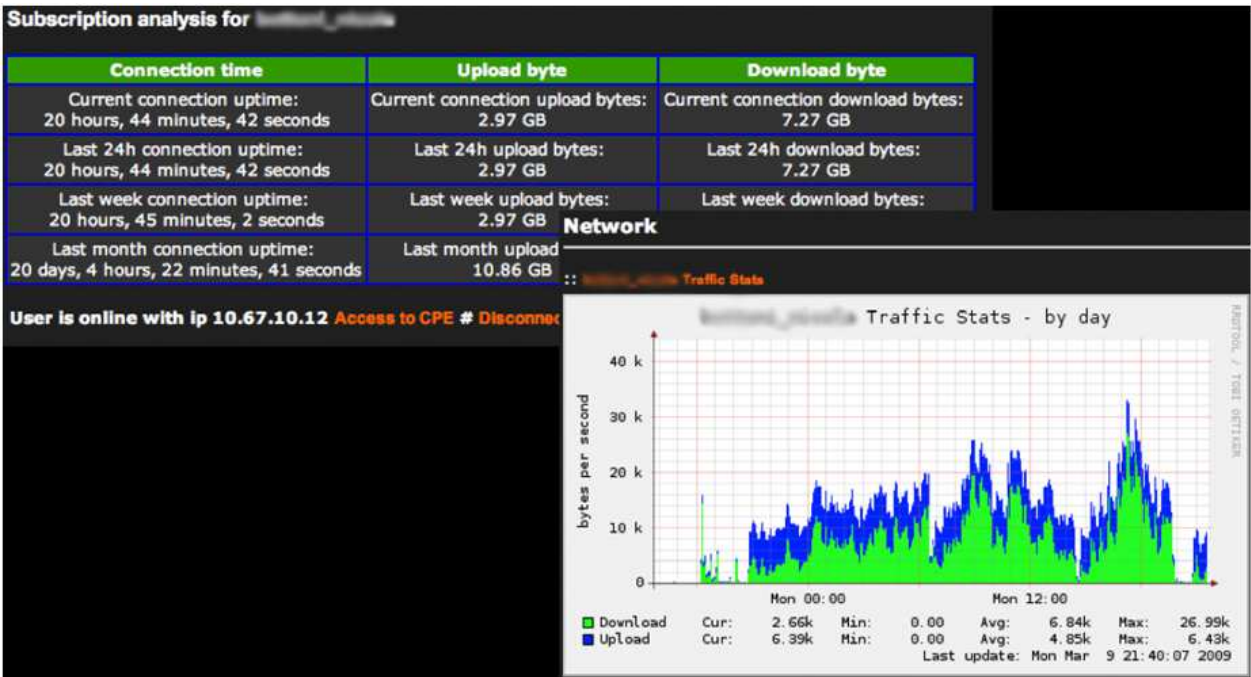 Subscription analysis for
Connection time Upload byte Download byte
Current connection uptime: Current connection upload bytes: Current connection download bytes:
20 hours, 44 minutes, 42 seconds 2.97 GB 7.27 GB
Last 24h connection uptime: Last 24h upload bytes: Last 24h download bytes:
20 hours, 44 minutes, 42 seconds 2.97 GB 7.27 GB
Last week connection uptime: Last week upload bytes: Last week download bytes:
20 hours, 45 minutes, 2 seconds 2.97 GB
Last month connection uptime: Last month upload
20 days, 4 hours, 22 minutes, 41 seconds 10.86 GB
User is online with ip 10.67.10.12 Access to CPE # Disconnec
Network
:: Traffic Stats
Traffic Stats - by day
RRDTOOL / TOBI OETIKER
bytes per second
40 k
30 k
20 k
10 k
0
Mon 00:00 Mon 12:00
Download Cur: 2.66k Min: 0.00 Avg: 6.84k Max: 26.99k
Upload Cur: 6.39k Min: 0.00 Avg: 4.85k Max: 6.43k
Last update: Mon Mar 9 21:40:07 2009